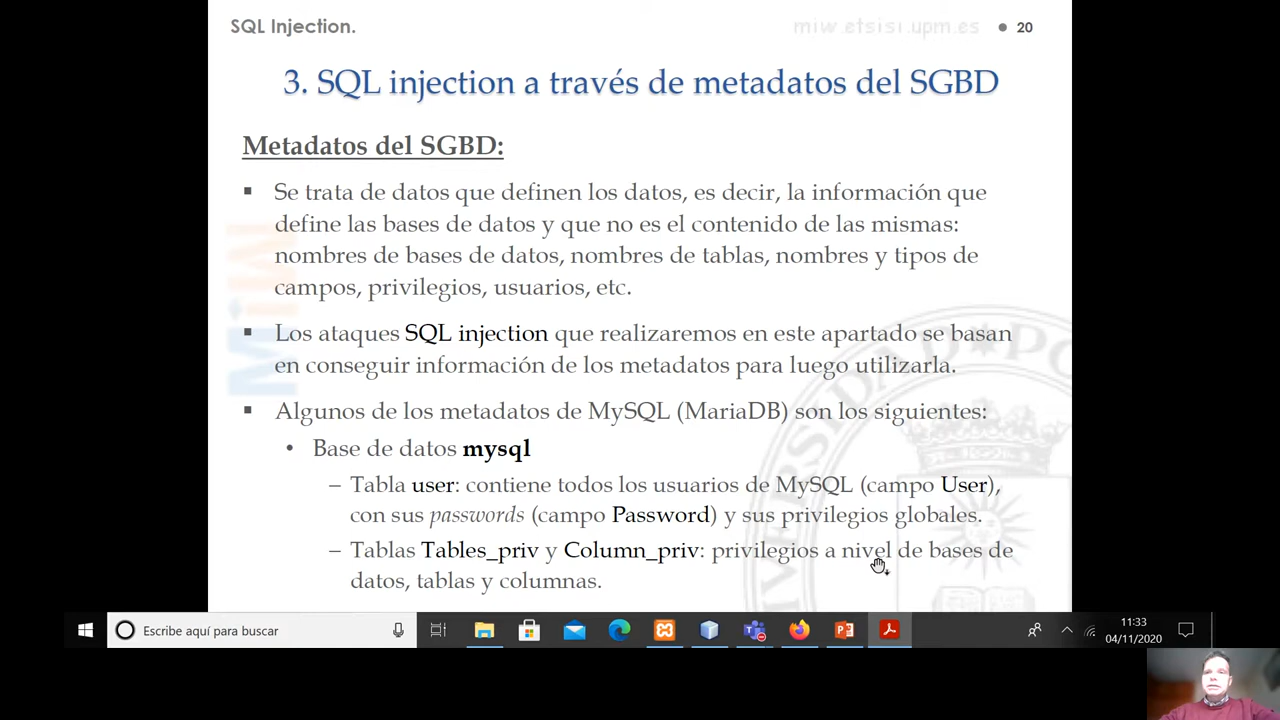 SQL Injection.
miw.etsisi.upm.es
20
3. SQL injection a través de metadatos del SGBD
Metadatos del SGBD:
▪ Se trata de datos que definen los datos, es decir, la información que
define las bases de datos y que no es el contenido de las mismas:
nombres de bases de datos, nombres de tablas, nombres y tipos de
campos, privilegios, usuarios, etc.
▪ Los ataques SQL injection que realizaremos en este apartado se basan
en conseguir información de los metadatos para luego utilizarla.
▪ Algunos de los metadatos de MySQL (MariaDB) son los siguientes:
• Base de datos mysql
– Tabla user: contiene todos los usuarios de MySQL (campo User),
con sus passwords (campo Password) y sus privilegios globales.
– Tablas Tables_priv y Column_priv: privilegios a nivel de bases de
datos, tablas y columnas.
MiW
Escribe aquí para buscar
11:33
04/11/2020